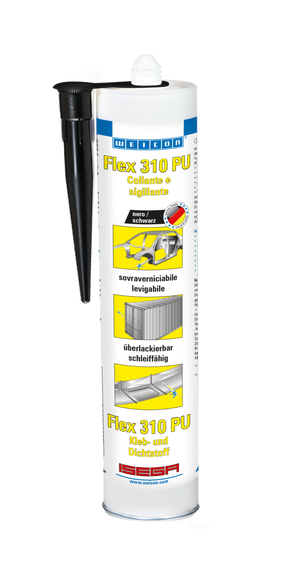 WEICON
Flex 310 PU
Collante e
sigillante
nero /
schwarz
sovraverniciabile
levigabile
überlackierbar
schleiffähig
Flex 310 PU
Kleb- und
Dichtstoff
ISEGA
www.weicon.com